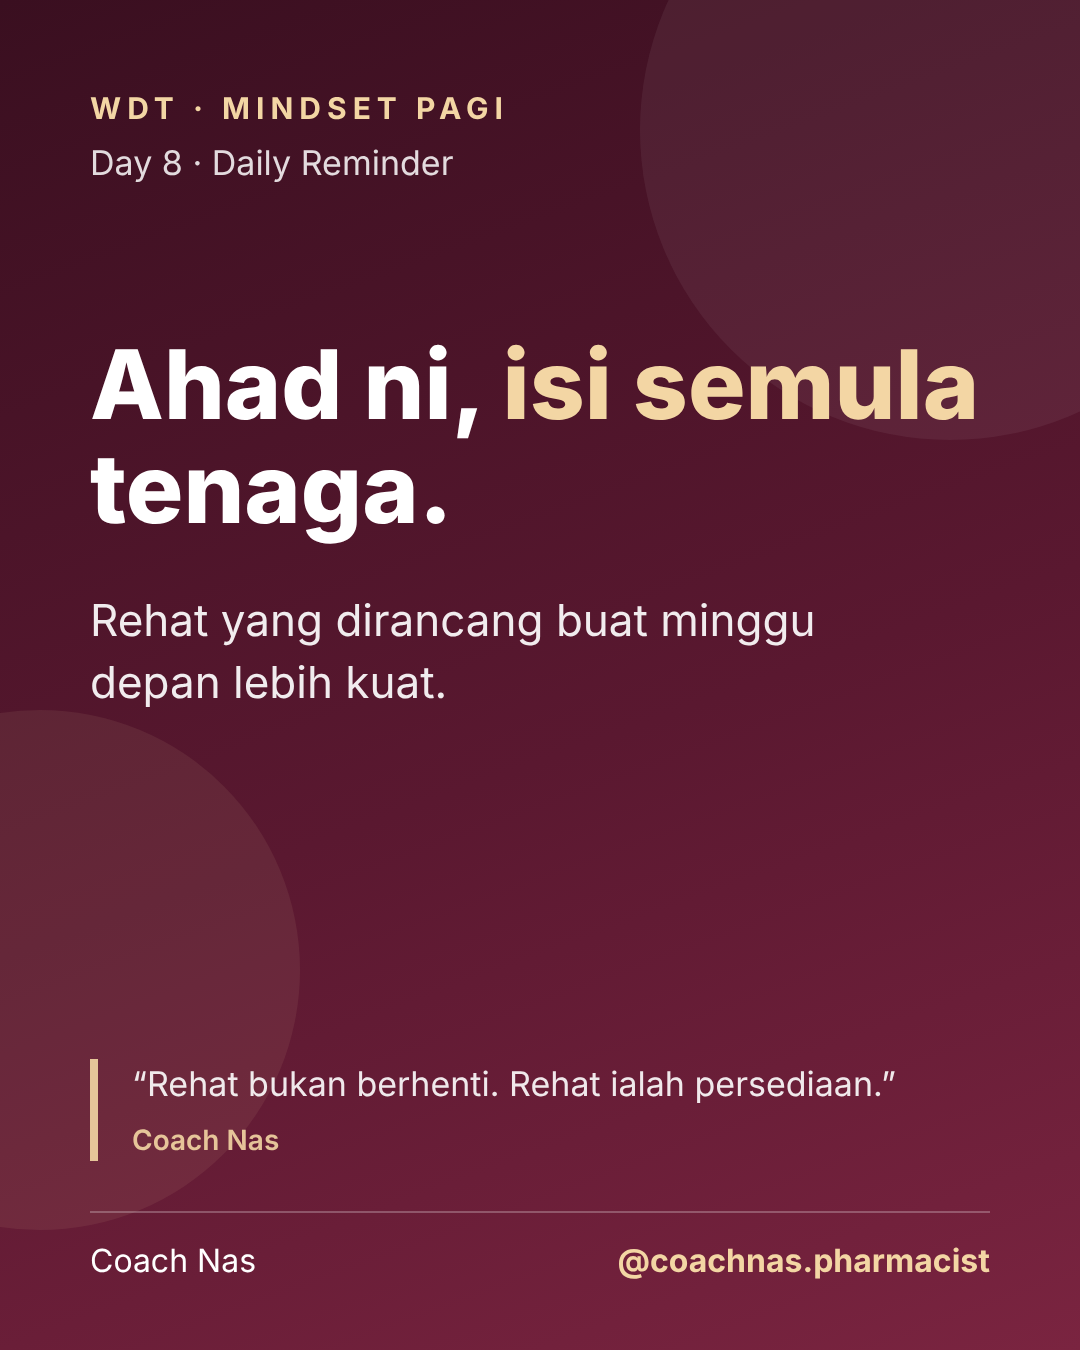 WDT · MINDSET PAGI
Day 8 · Daily Reminder
Ahad ni, isi semula
tenaga.
Rehat yang dirancang buat minggu
depan lebih kuat.
“Rehat bukan berhenti. Rehat ialah persediaan.”
Coach Nas
Coach Nas
@coachnas.pharmacist